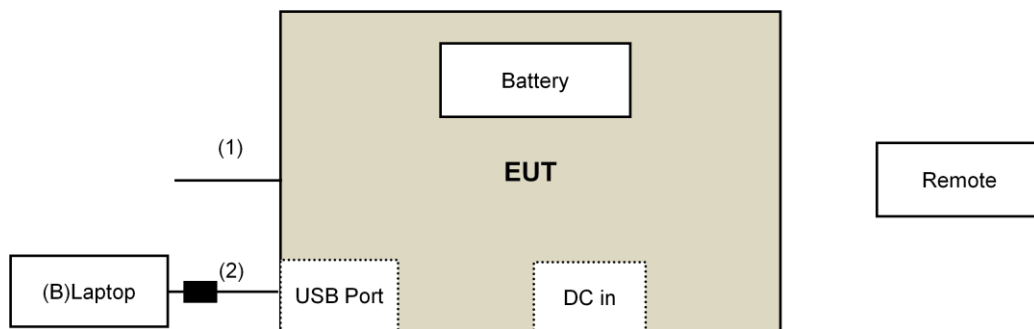 Battery
(1)
EUT
Remote
(B)Laptop
(2)
USB Port
DC in